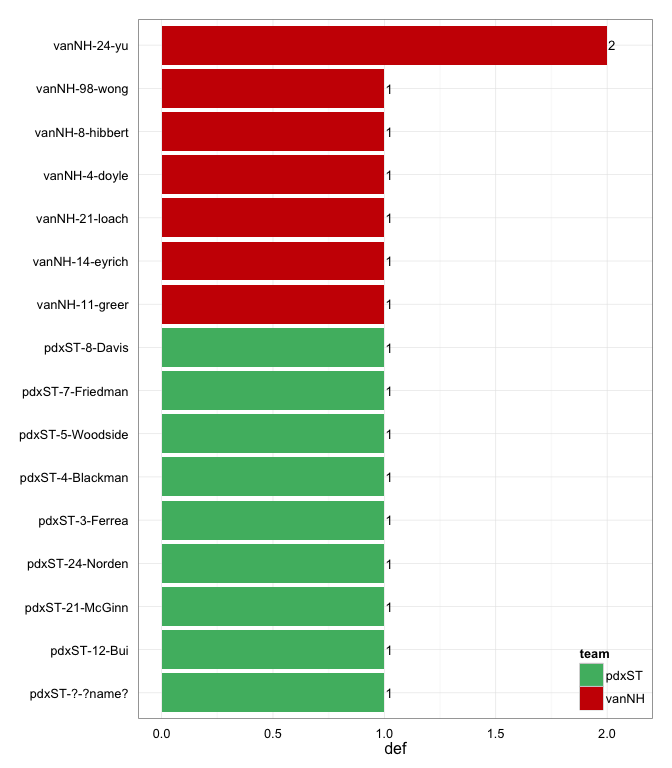 vanNH-24-yu 2
vanNH-98-wong 1
vanNH-8-hibbert 1
vanNH-4-doyle 1
vanNH-21-loach 1
vanNH-14-eyrich 1
vanNH-11-greer 1
pdxST-8-Davis 1
pdxST-7-Friedman 1
pdxST-5-Woodside 1
pdxST-4-Blackman 1
pdxST-3-Ferrea 1
pdxST-24-Norden 1
pdxST-21-McGinn 1
pdxST-12-Bui 1
pdxST-?-?name? 1
team
pdxST
vanNH
0.0 0.5 1.0 1.5 2.0
def